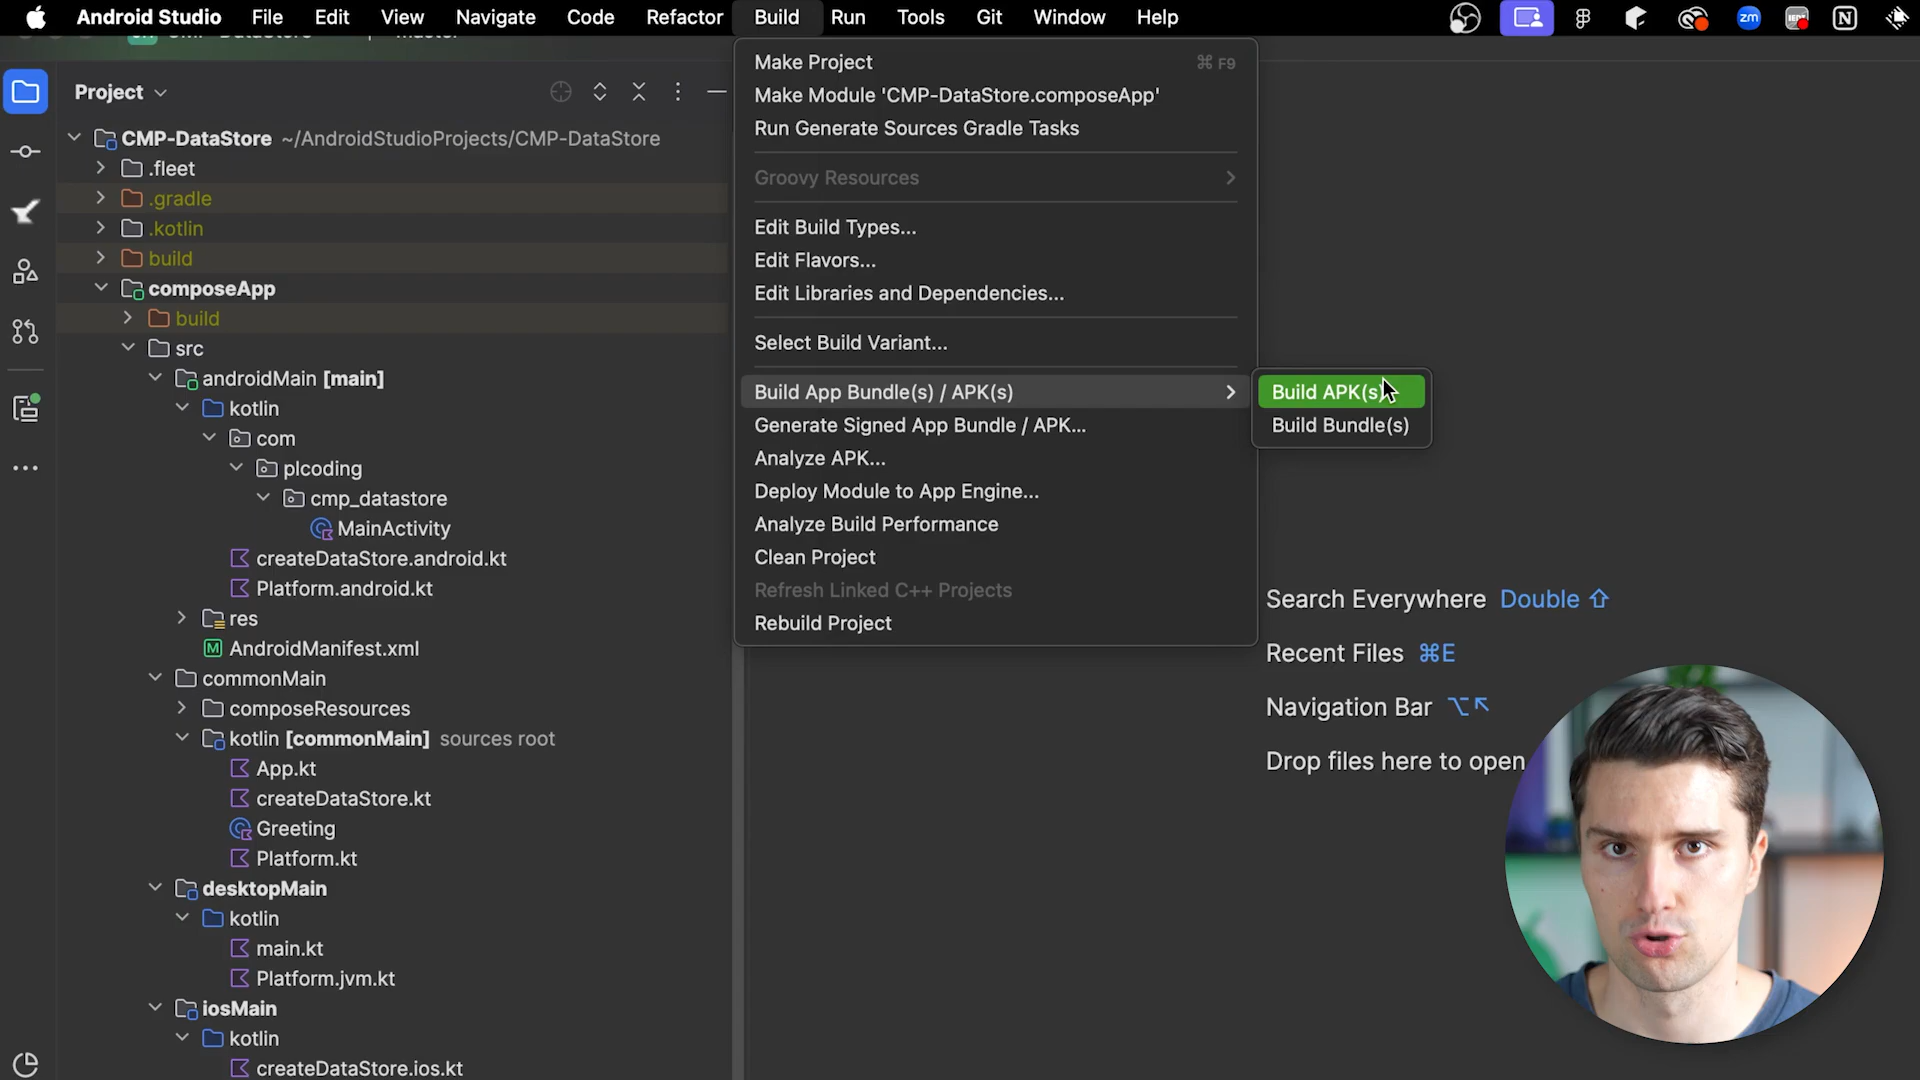 Android Studio File Edit View Navigate Code Refactor Build Run Tools Git Window Help
Project
CMP-DataStore ~/AndroidStudioProjects/CMP-DataStore
.fleet
.gradle
.kotlin
build
composeApp
build
src
androidMain [main]
kotlin
com
plcoding
cmp_datastore
MainActivity
createDataStore.android.kt
Platform.android.kt
res
AndroidManifest.xml
commonMain
composeResources
kotlin [commonMain] sources root
App.kt
createDataStore.kt
Greeting
Platform.kt
desktopMain
kotlin
main.kt
Platform.jvm.kt
iosMain
kotlin
createDataStore.ios.kt
Make Project ⌘ F9
Make Module 'CMP-DataStore.composeApp'
Run Generate Sources Gradle Tasks
Groovy Resources
Edit Build Types...
Edit Flavors...
Edit Libraries and Dependencies...
Select Build Variant...
Build App Bundle(s) / APK(s)
Generate Signed App Bundle / APK...
Analyze APK...
Deploy Module to App Engine...
Analyze Build Performance
Clean Project
Refresh Linked C++ Projects
Rebuild Project
Build APK(s)
Build Bundle(s)
Search Everywhere Double ⇧
Recent Files ⌘E
Navigation Bar ⌥↖
Drop files here to open
zm